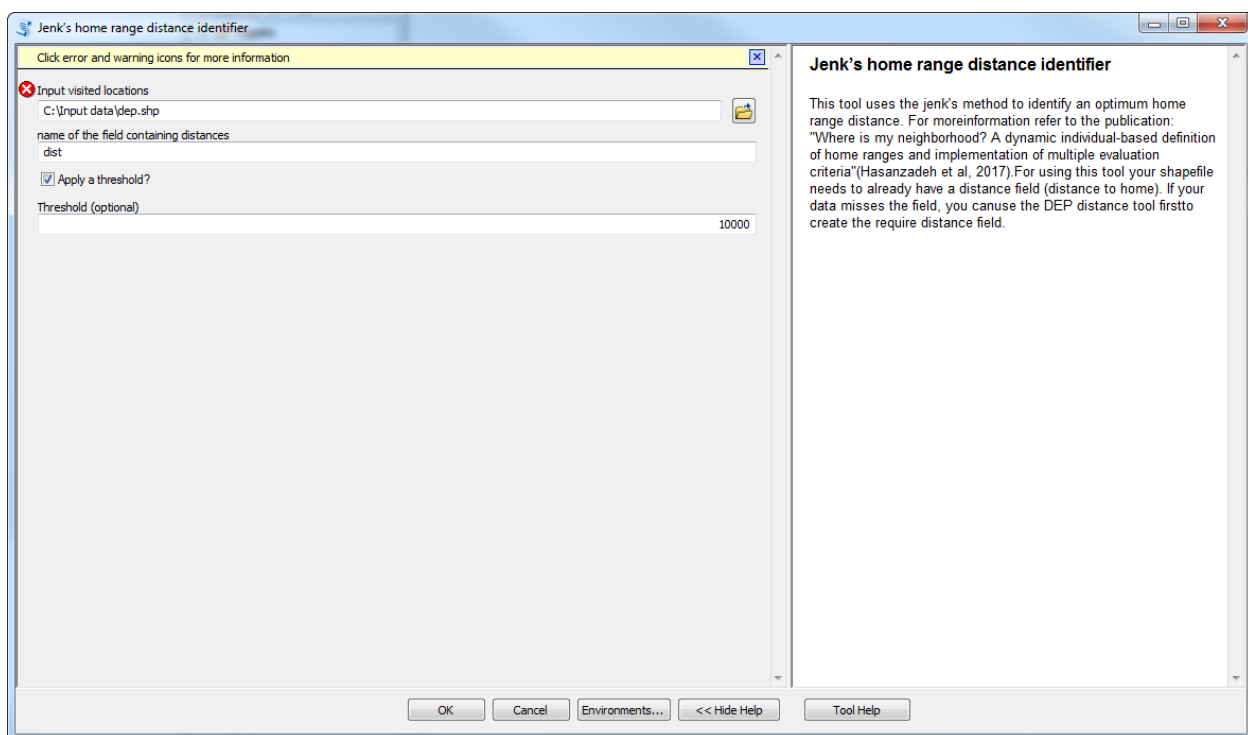 Jenk's home range distance identifier
Click error and warning icons for more information
Input visited locations
C:\Input data\dep.shp
name of the field containing distances
dist
Apply a threshold?
Threshold (optional)
10000
Jenk's home range distance identifier
This tool uses the jenk's method to identify an optimum home
range distance. For moreinformation refer to the publication:
"Where is my neighborhood? A dynamic individual-based definition
of home ranges and implementation of multiple evaluation
criteria"(Hasanzadeh et al, 2017).For using this tool your shapefile
needs to already have a distance field (distance to home). If your
data misses the field, you canuse the DEP distance tool firstto
create the require distance field.
OK
Cancel
Environments...
<< Hide Help
Tool Help